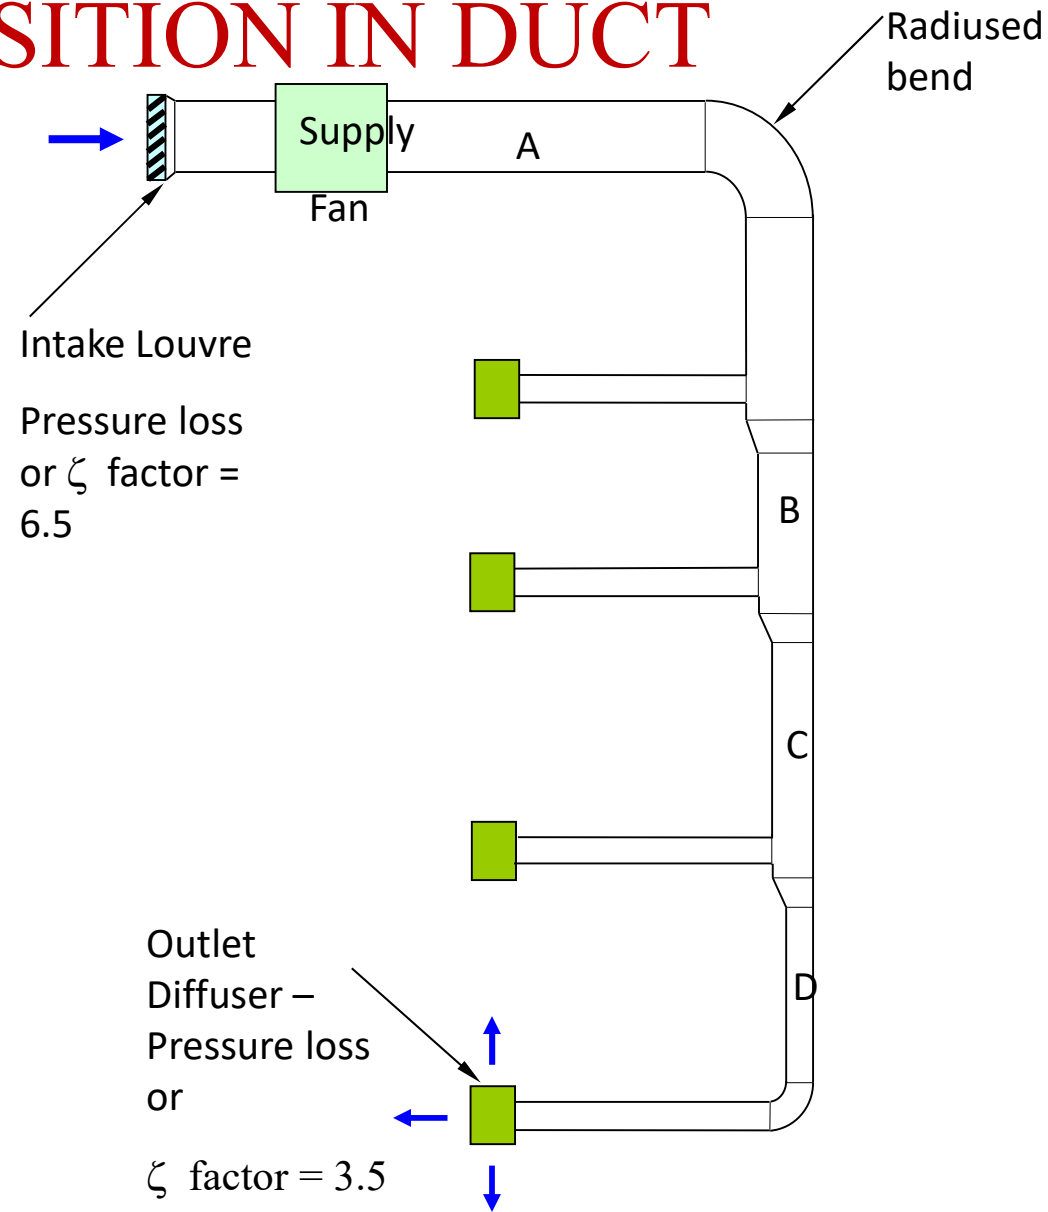 SITION IN DUCT
Radiused
bend
Supply
Fan
A
Intake Louvre
Pressure loss
or ζ factor =
6.5
B
C
Outlet
Diffuser –
Pressure loss
or
ζ factor = 3.5
D